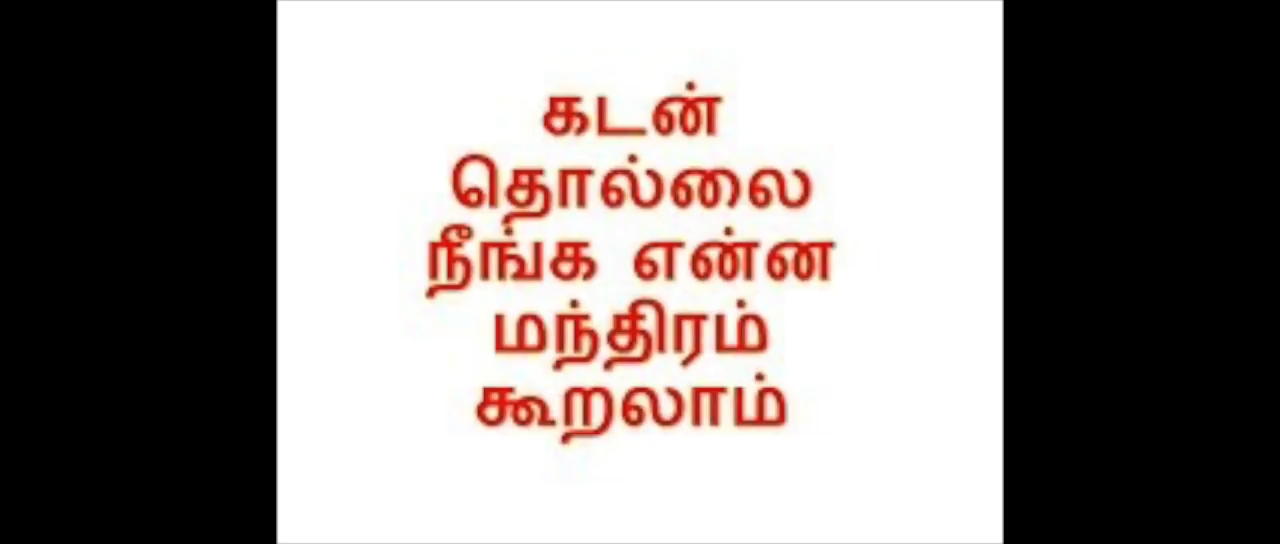 கடன்
தொல்லை
நீங்க என்ன
மந்திரம்
கூறலாம்